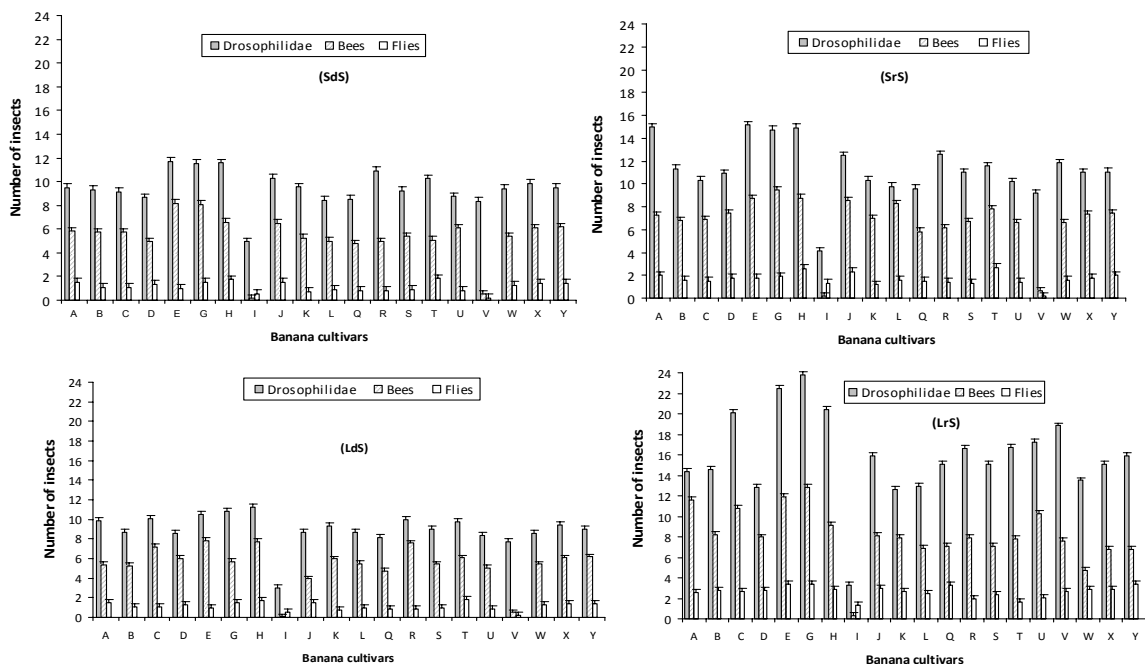 24
22
20
18
16
14
12
10
8
6
4
2
0
Number of insects
Drosophilidae Bees Flies
(SdS)
A B C D E G H I J K L Q R S T U V W X Y
Banana cultivars
24
22
20
18
16
14
12
10
8
6
4
2
0
Number of insects
Drosophilidae Bees Flies
(SrS)
A B C D E G H I J K L Q R S T U V W X Y
Banana cultivars
24
22
20
18
16
14
12
10
8
6
4
2
0
Number of insects
Drosophilidae Bees Flies
(LdS)
A B C D E G H I J K L Q R S T U V W X Y
Banana cultivars
24
22
20
18
16
14
12
10
8
6
4
2
0
Number of insects
Drosophilidae Bees Flies
(LrS)
A B C D E G H I J K L Q R S T U V W X Y
Banana cultivars